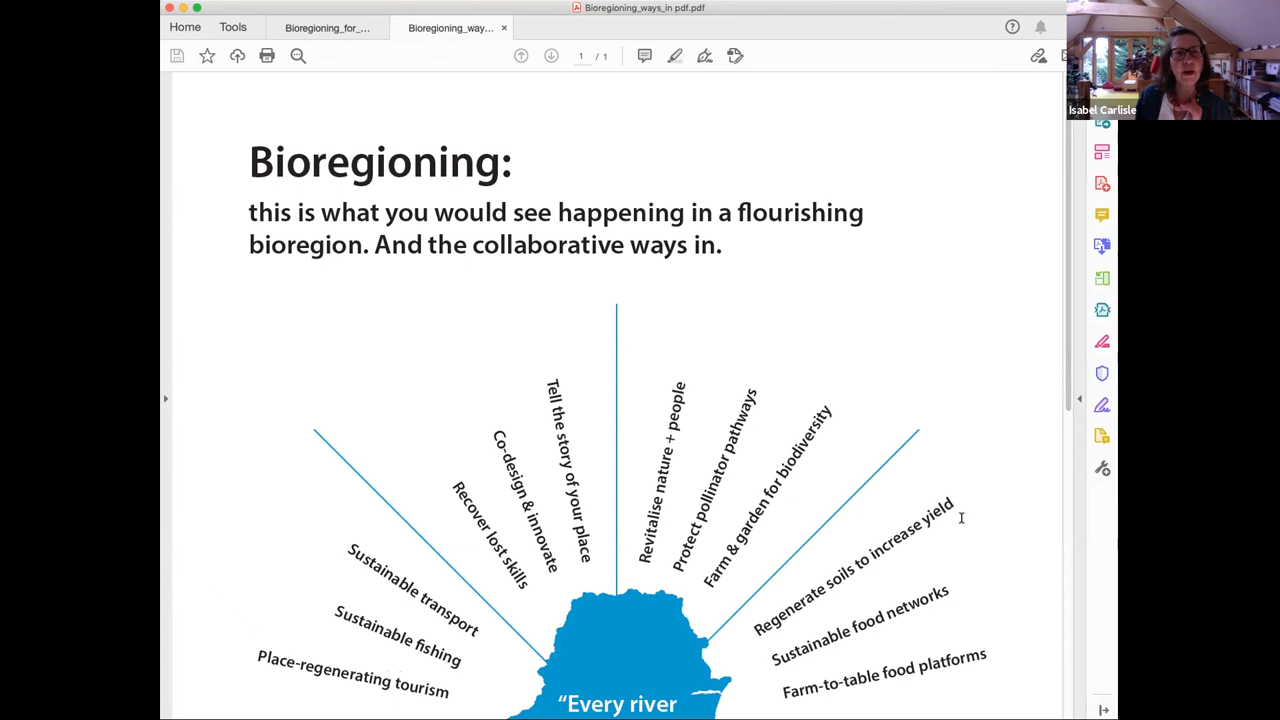 Bioregioning_ways_in pdf.pdf
Home
Tools
Bioregioning_for_...
Bioregioning_way...
1 / 1
Isabel Carlisle
Bioregioning:
this is what you would see happening in a flourishing
bioregion. And the collaborative ways in.
Place-regenerating tourism
Sustainable fishing
Sustainable transport
Recover lost skills
Co-design & innovate
Tell the story of your place
Revitalise nature + people
Protect pollinator pathways
Farm & garden for biodiversity
Regenerate soils to increase yield
Sustainable food networks
Farm-to-table food platforms
“Every river